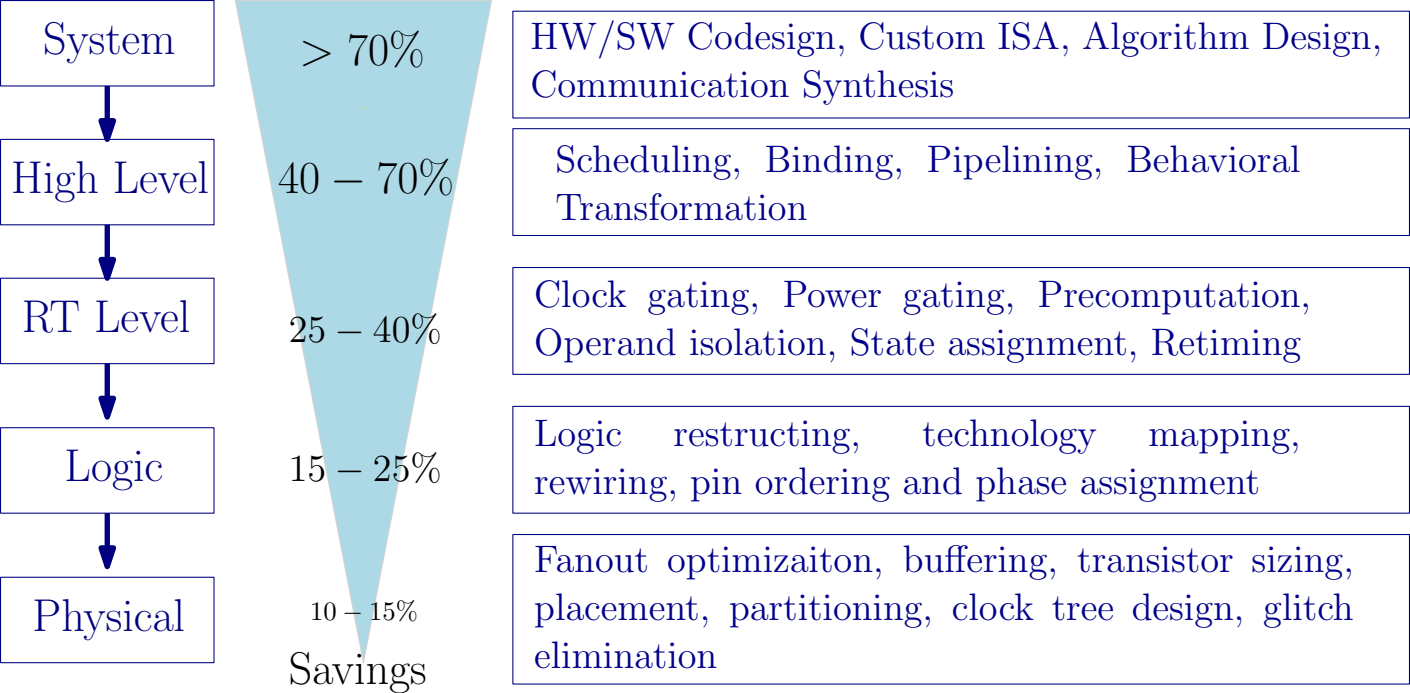 System
> 70%
HW/SW Codesign, Custom ISA, Algorithm Design,
Communication Synthesis
High Level
40 – 70%
Scheduling, Binding, Pipelining, Behavioral
Transformation
RT Level
25 – 40%
Clock gating, Power gating, Precomputation,
Operand isolation, State assignment, Retiming
Logic
15 – 25%
Logic restructing, technology mapping,
rewiring, pin ordering and phase assignment
Physical
10 – 15%
Fanout optimizaiton, buffering, transistor sizing,
placement, partitioning, clock tree design, glitch
elimination
Savings